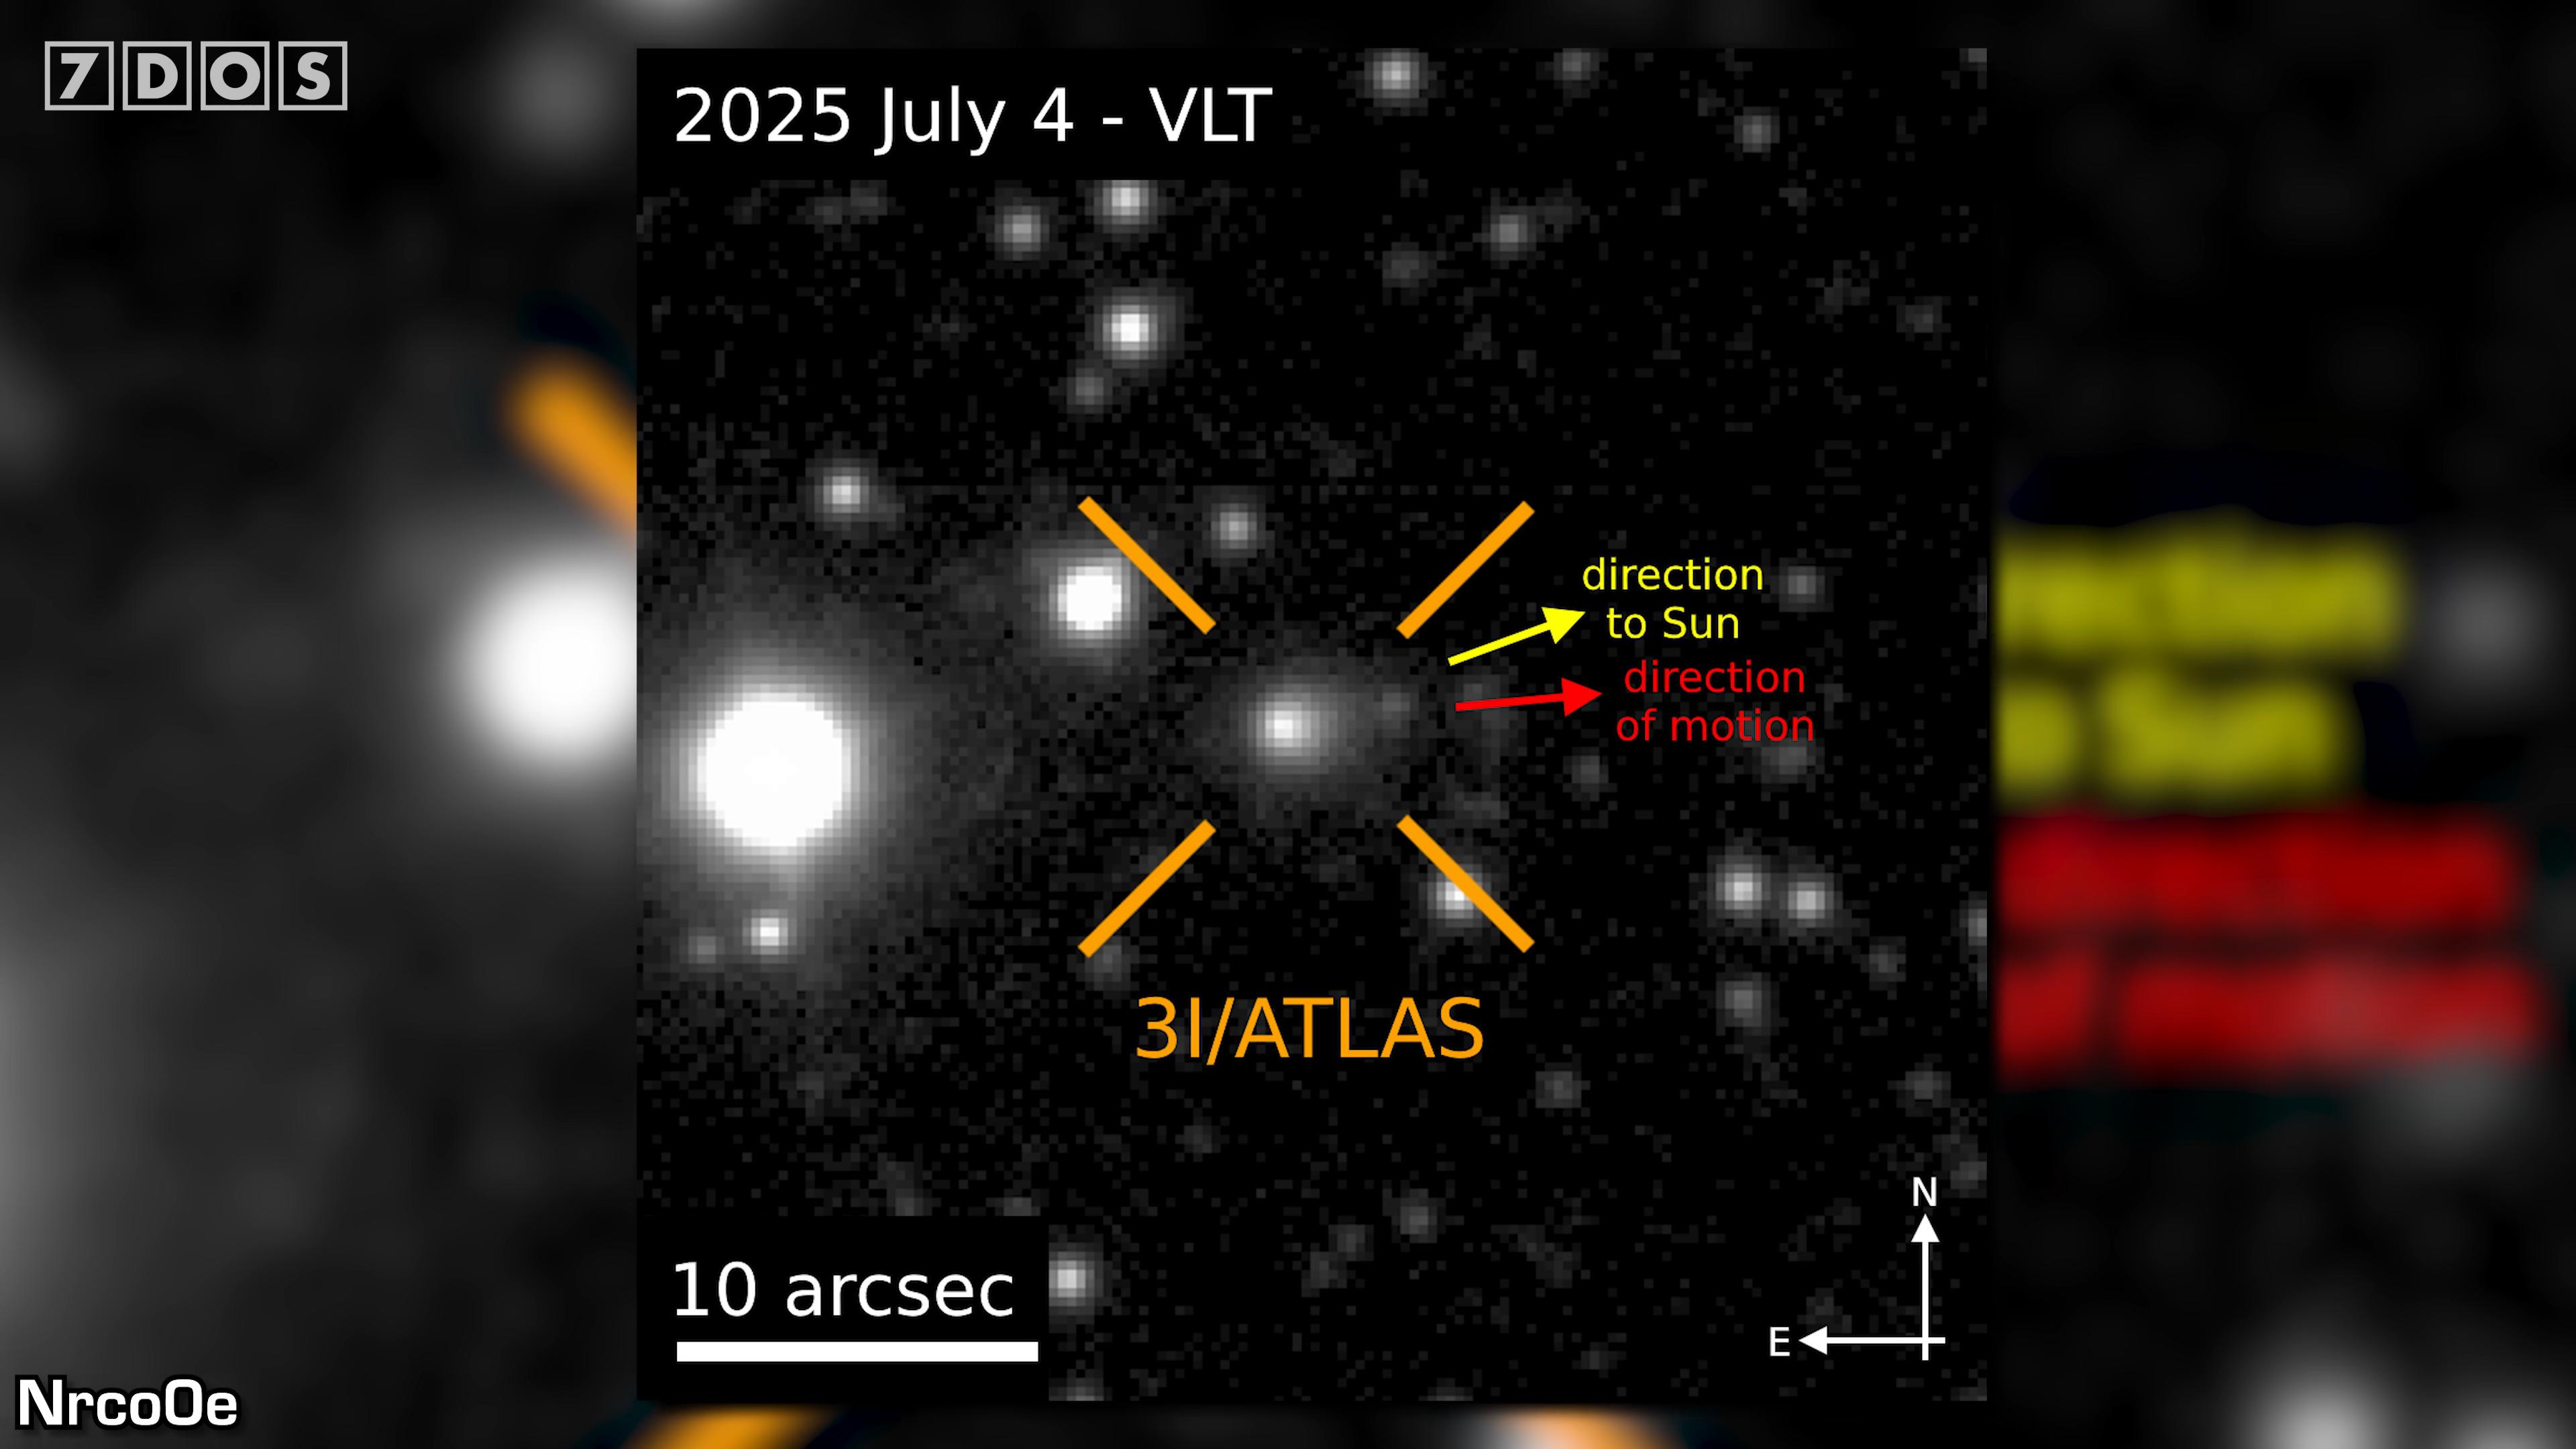 7DOS
2025 July 4 - VLT
direction
to Sun
direction
of motion
3I/ATLAS
N
10 arcsec
E
NrcoOe